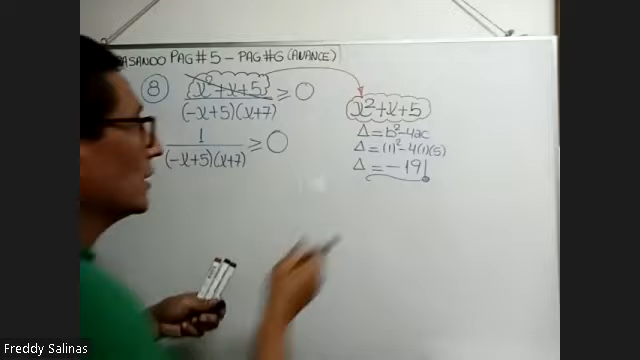 PASANDO PAG # 5 - PAG # 6 (AVANCE)
8
x² + x + 5
(-x+5)(x+7) ≥ 0
1
(-x+5)(x+7) ≥ 0
x² + x + 5
Δ = b² - 4ac
Δ = (1)² - 4(1)(5)
Δ = -19
Freddy Salinas